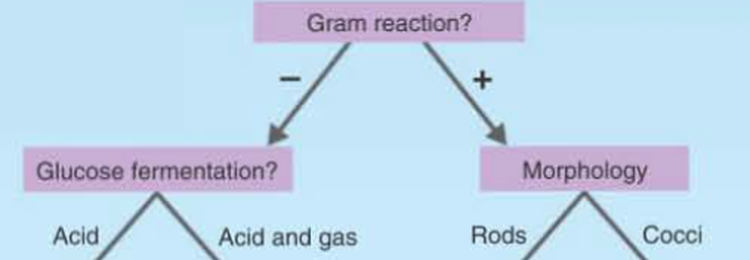 Gram reaction?
− +
Glucose fermentation? Morphology
Acid Acid and gas Rods Cocci